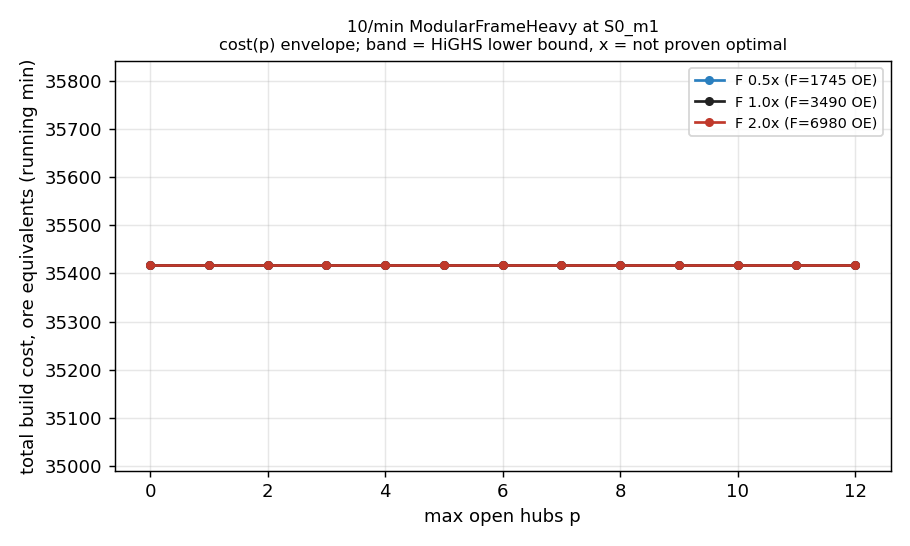 10/min ModularFrameHeavy at S0_m1
cost(p) envelope; band = HiGHS lower bound, x = not proven optimal
total build cost, ore equivalents (running min)
35800
35700
35600
35500
35400
35300
35200
35100
35000
F 0.5x (F=1745 OE)
F 1.0x (F=3490 OE)
F 2.0x (F=6980 OE)
0
2
4
6
8
10
12
max open hubs p